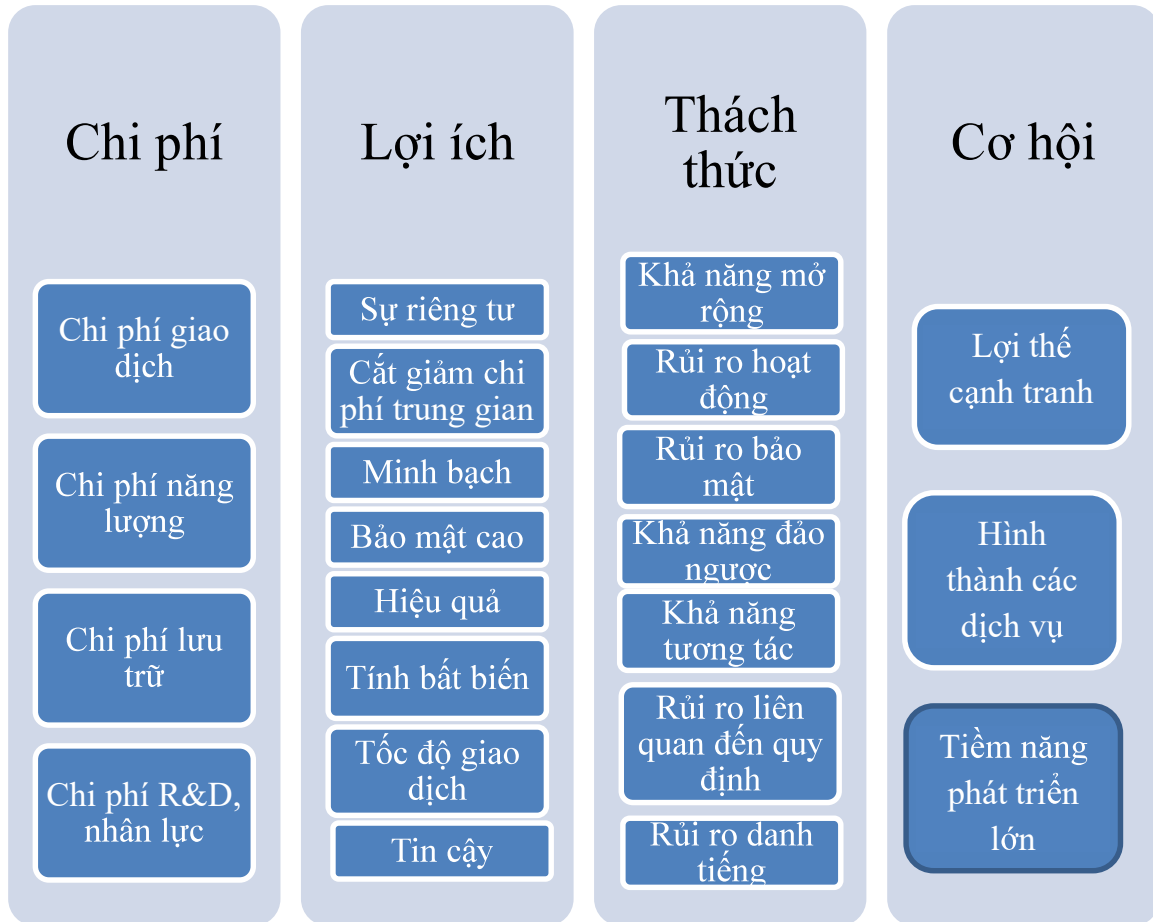 Chi phí
Chi phí giao
dịch
Chi phí năng
lượng
Chi phí lưu
trữ
Chi phí R&D,
nhân lực
Lợi ích
Sự riêng tư
Cắt giảm chi
phí trung gian
Minh bạch
Bảo mật cao
Hiệu quả
Tính bất biến
Tốc độ giao
dịch
Tin cậy
Thách
thức
Khả năng mở
rộng
Rủi ro hoạt
động
Rủi ro bảo
mật
Khả năng đảo
ngược
Khả năng
tương tác
Rủi ro liên
quan đến quy
định
Rủi ro danh
tiếng
Cơ hội
Lợi thế
cạnh tranh
Hình
thành các
dịch vụ
Tiềm năng
phát triển
lớn